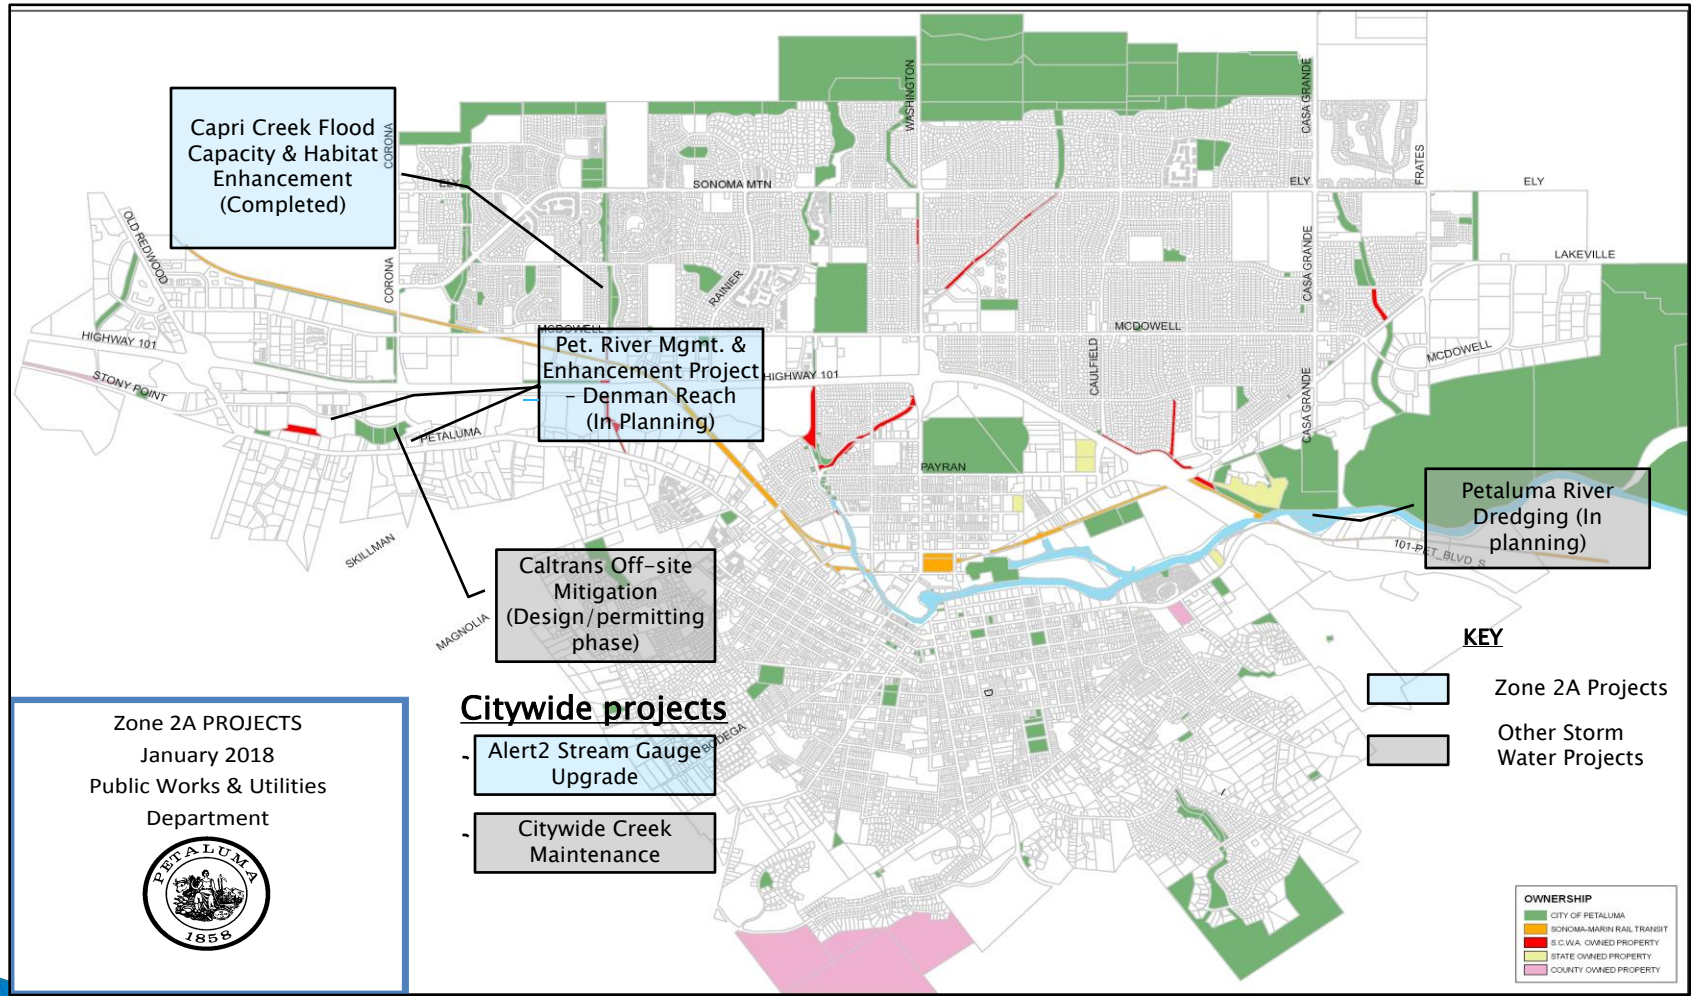 WASHINGTON
CASA GRANDE
Capri Creek Flood
Capacity & Habitat
Enhancement
(Completed)
CORONA
FRATES
ELY
SONOMA MTN
ELY
ELY
OLD REDWOOD
CORONA
RAINIER
CASA GRANDE
LAKEVILLE
HIGHWAY 101
MCDOWELL
MCDOWELL
CAULFIELD
MCDOWELL
Pet. River Mgmt. &
Enhancement Project
– Denman Reach
(In Planning)
HIGHWAY 101
STONY POINT
CASA GRANDE
PETALUMA
PAYRAN
Petaluma River
Dredging (In
planning)
SKILLMAN
101-PET_BLVD_S
Caltrans Off-site
Mitigation
(Design/permitting
phase)
MAGNOLIA
KEY
Zone 2A Projects
Other Storm
Water Projects
D
I
BODEGA
Citywide projects
- Alert2 Stream Gauge
Upgrade
- Citywide Creek
Maintenance
Zone 2A PROJECTS
January 2018
Public Works & Utilities
Department
PETALUMA
1858
OWNERSHIP
CITY OF PETALUMA
SONOMA-MARIN RAIL TRANSIT
S.C.W.A. OWNED PROPERTY
STATE OWNED PROPERTY
COUNTY OWNED PROPERTY